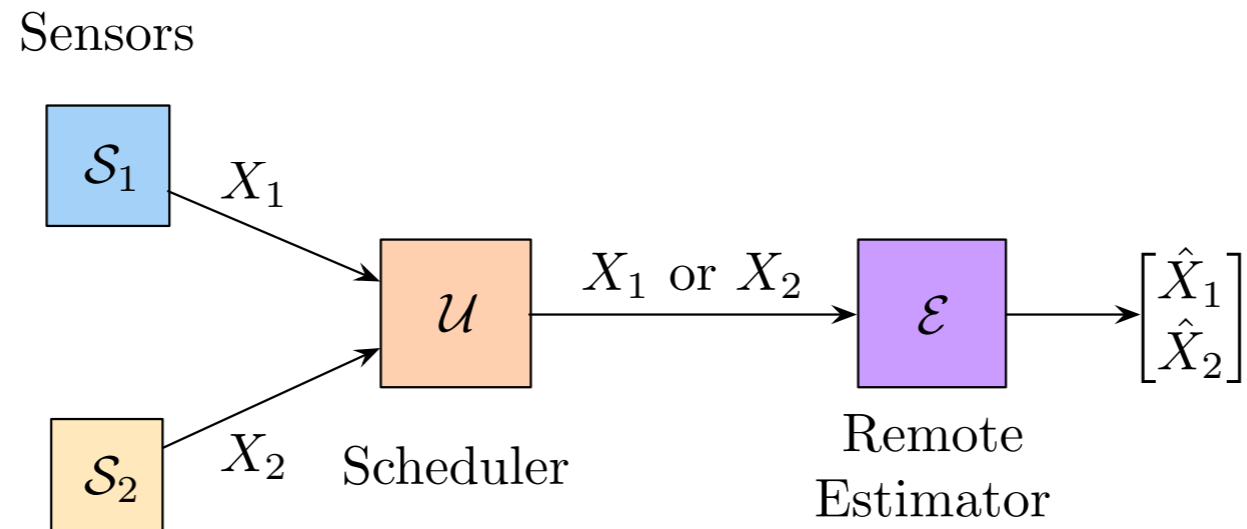 Sensors
𝒮₁
X₁
X₁ or X₂
𝒰
ℰ
[X̂₁
X̂₂]
X₂
Scheduler
Remote
Estimator
𝒮₂